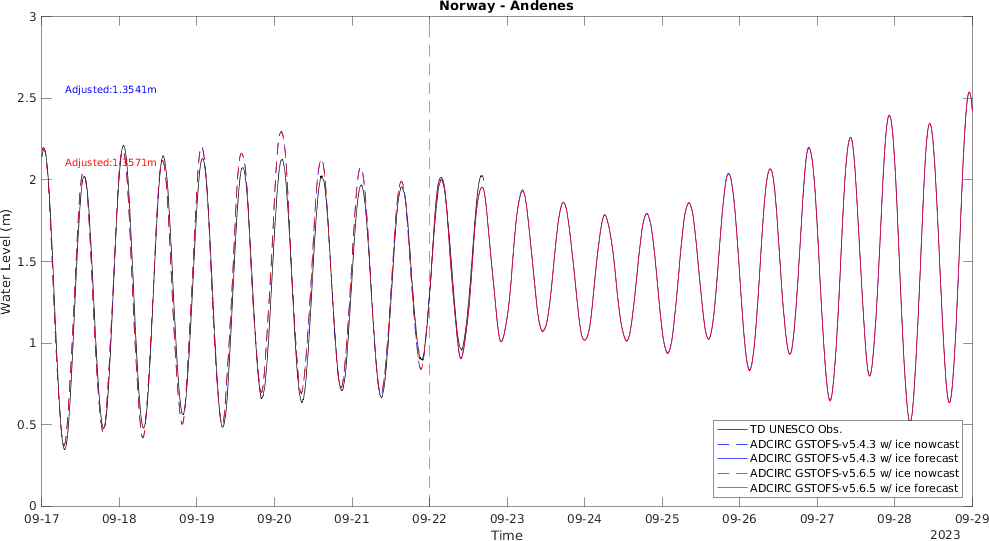 Norway - Andenes
3
2.5
2
1.5
1
0.5
0
Water Level (m)
Adjusted:1.3541m
Adjusted:1.3571m
TD UNESCO Obs.
ADCIRC GSTOFS-v5.4.3 w/ ice nowcast
ADCIRC GSTOFS-v5.4.3 w/ ice forecast
ADCIRC GSTOFS-v5.6.5 w/ ice nowcast
ADCIRC GSTOFS-v5.6.5 w/ ice forecast
09-17 09-18 09-19 09-20 09-21 09-22 09-23 09-24 09-25 09-26 09-27 09-28 09-29
Time
2023